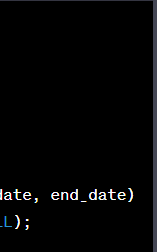 date, end_date)
LL);